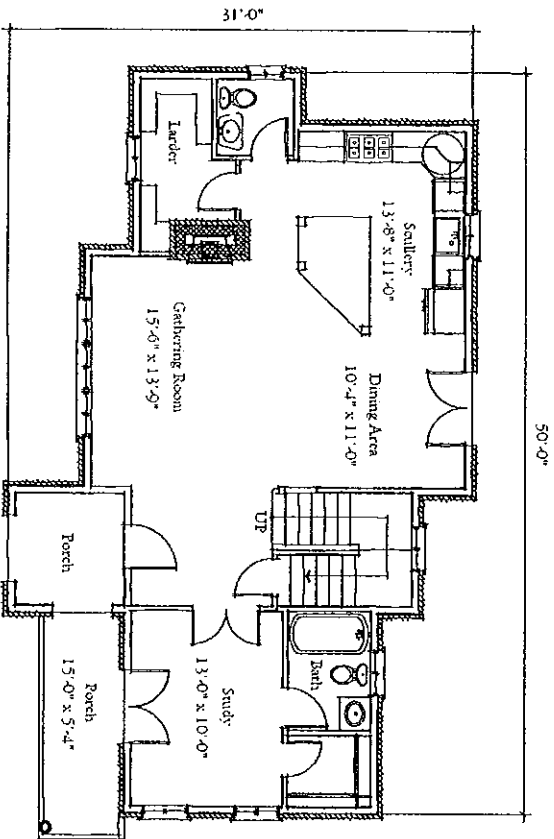 31'-0"
50'-0"
Larder
Scullery
13'-8" x 11'-0"
Dining Area
10'-4" x 11'-0"
Gathering Room
15'-6" x 13'-9"
UP
Porch
Bath
Study
13'-0" x 10'-0"
Porch
15'-0" x 5'-4"